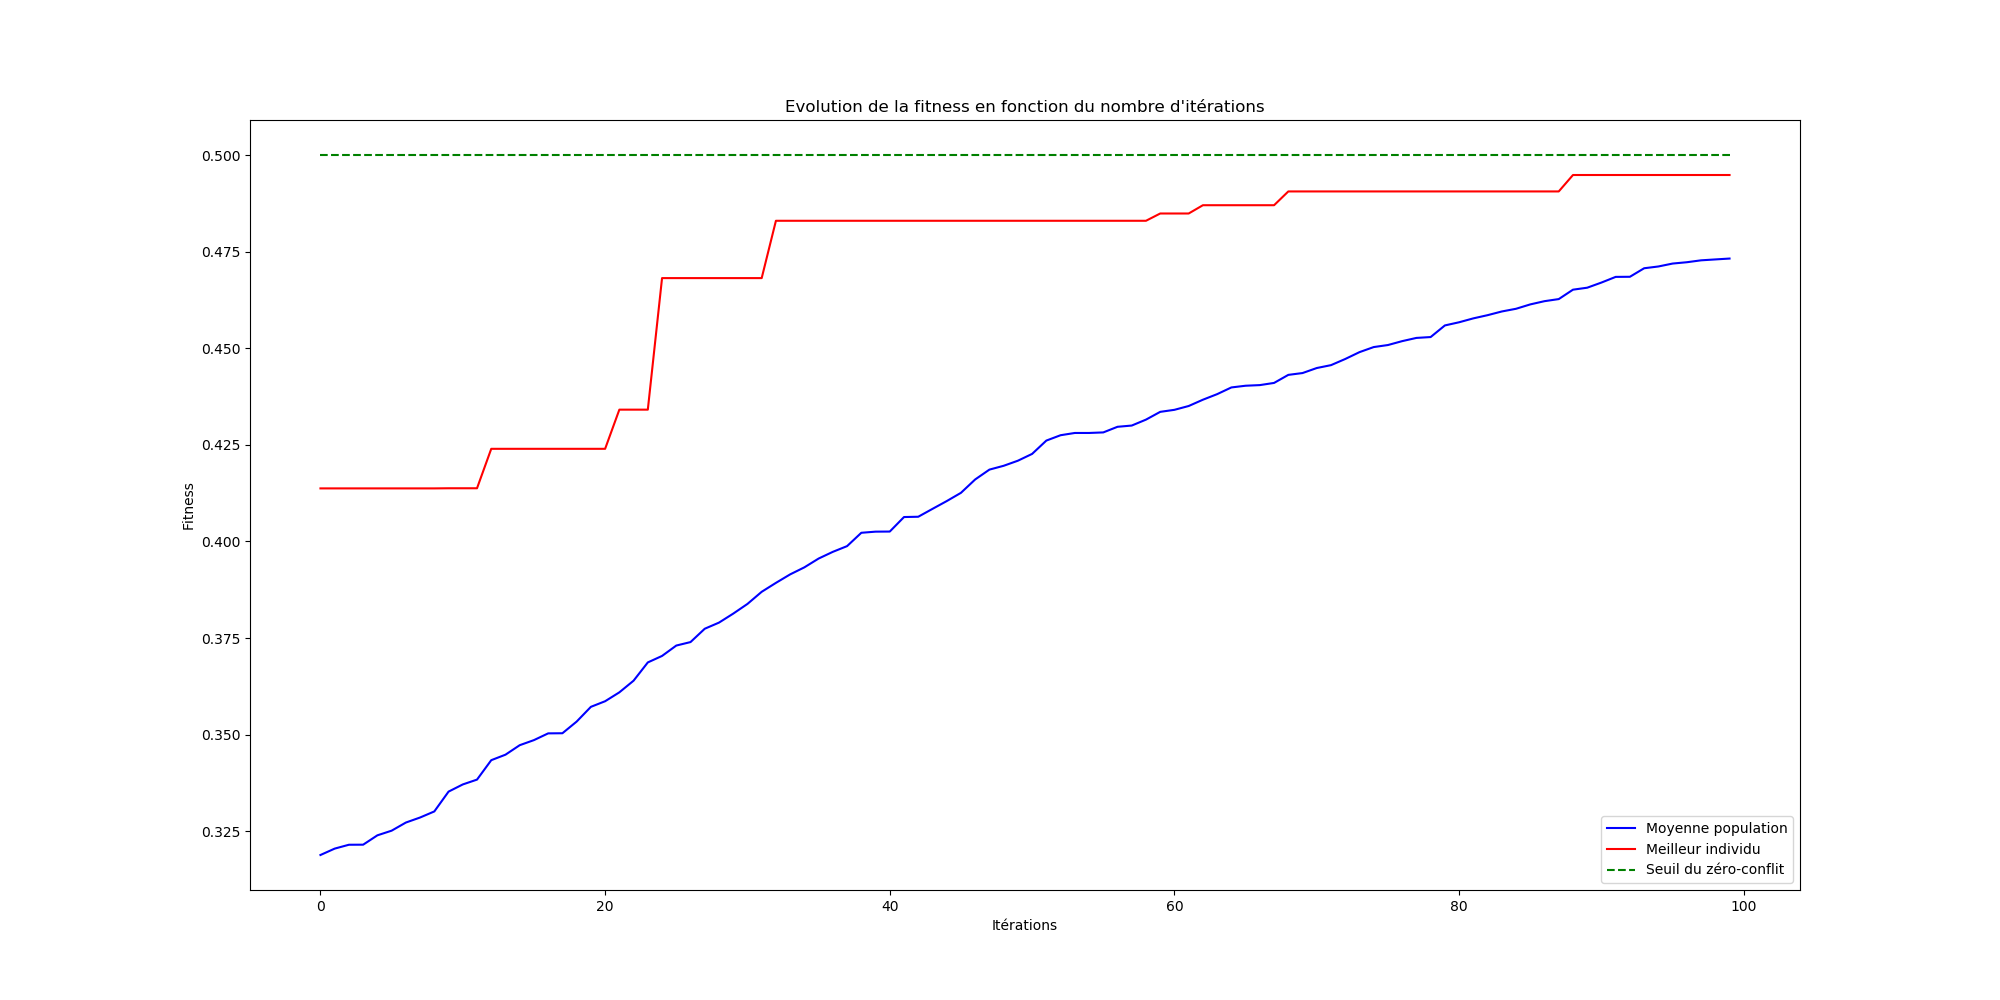 Evolution de la fitness en fonction du nombre d'itérations
0.500
0.475
0.450
0.425
0.400
0.375
0.350
0.325
Fitness
0 20 40 60 80 100
Itérations
Moyenne population
Meilleur individu
Seuil du zéro-conflit